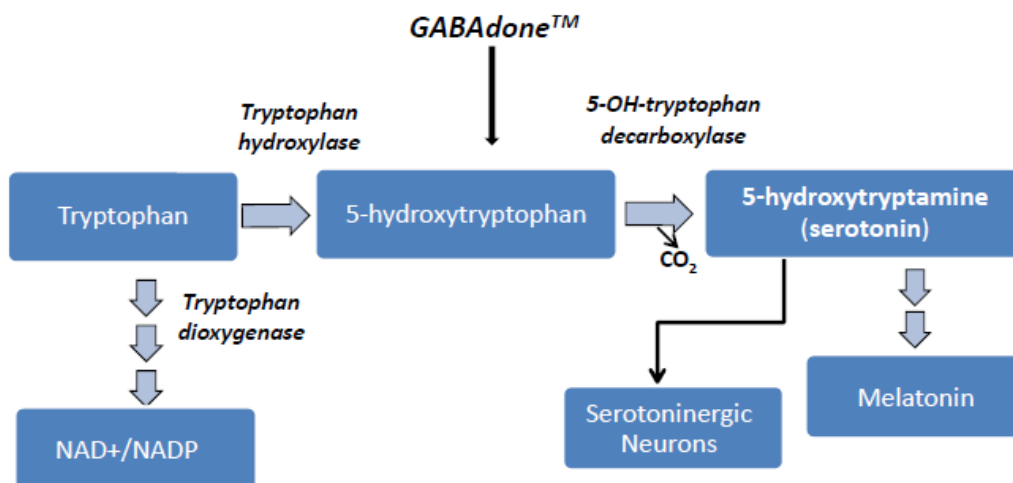 GABAdone™
Tryptophan
hydroxylase
5-OH-tryptophan
decarboxylase
Tryptophan
5-hydroxytryptophan
5-hydroxytryptamine
(serotonin)
CO₂
Tryptophan
dioxygenase
NAD+/NADP
Serotoninergic
Neurons
Melatonin